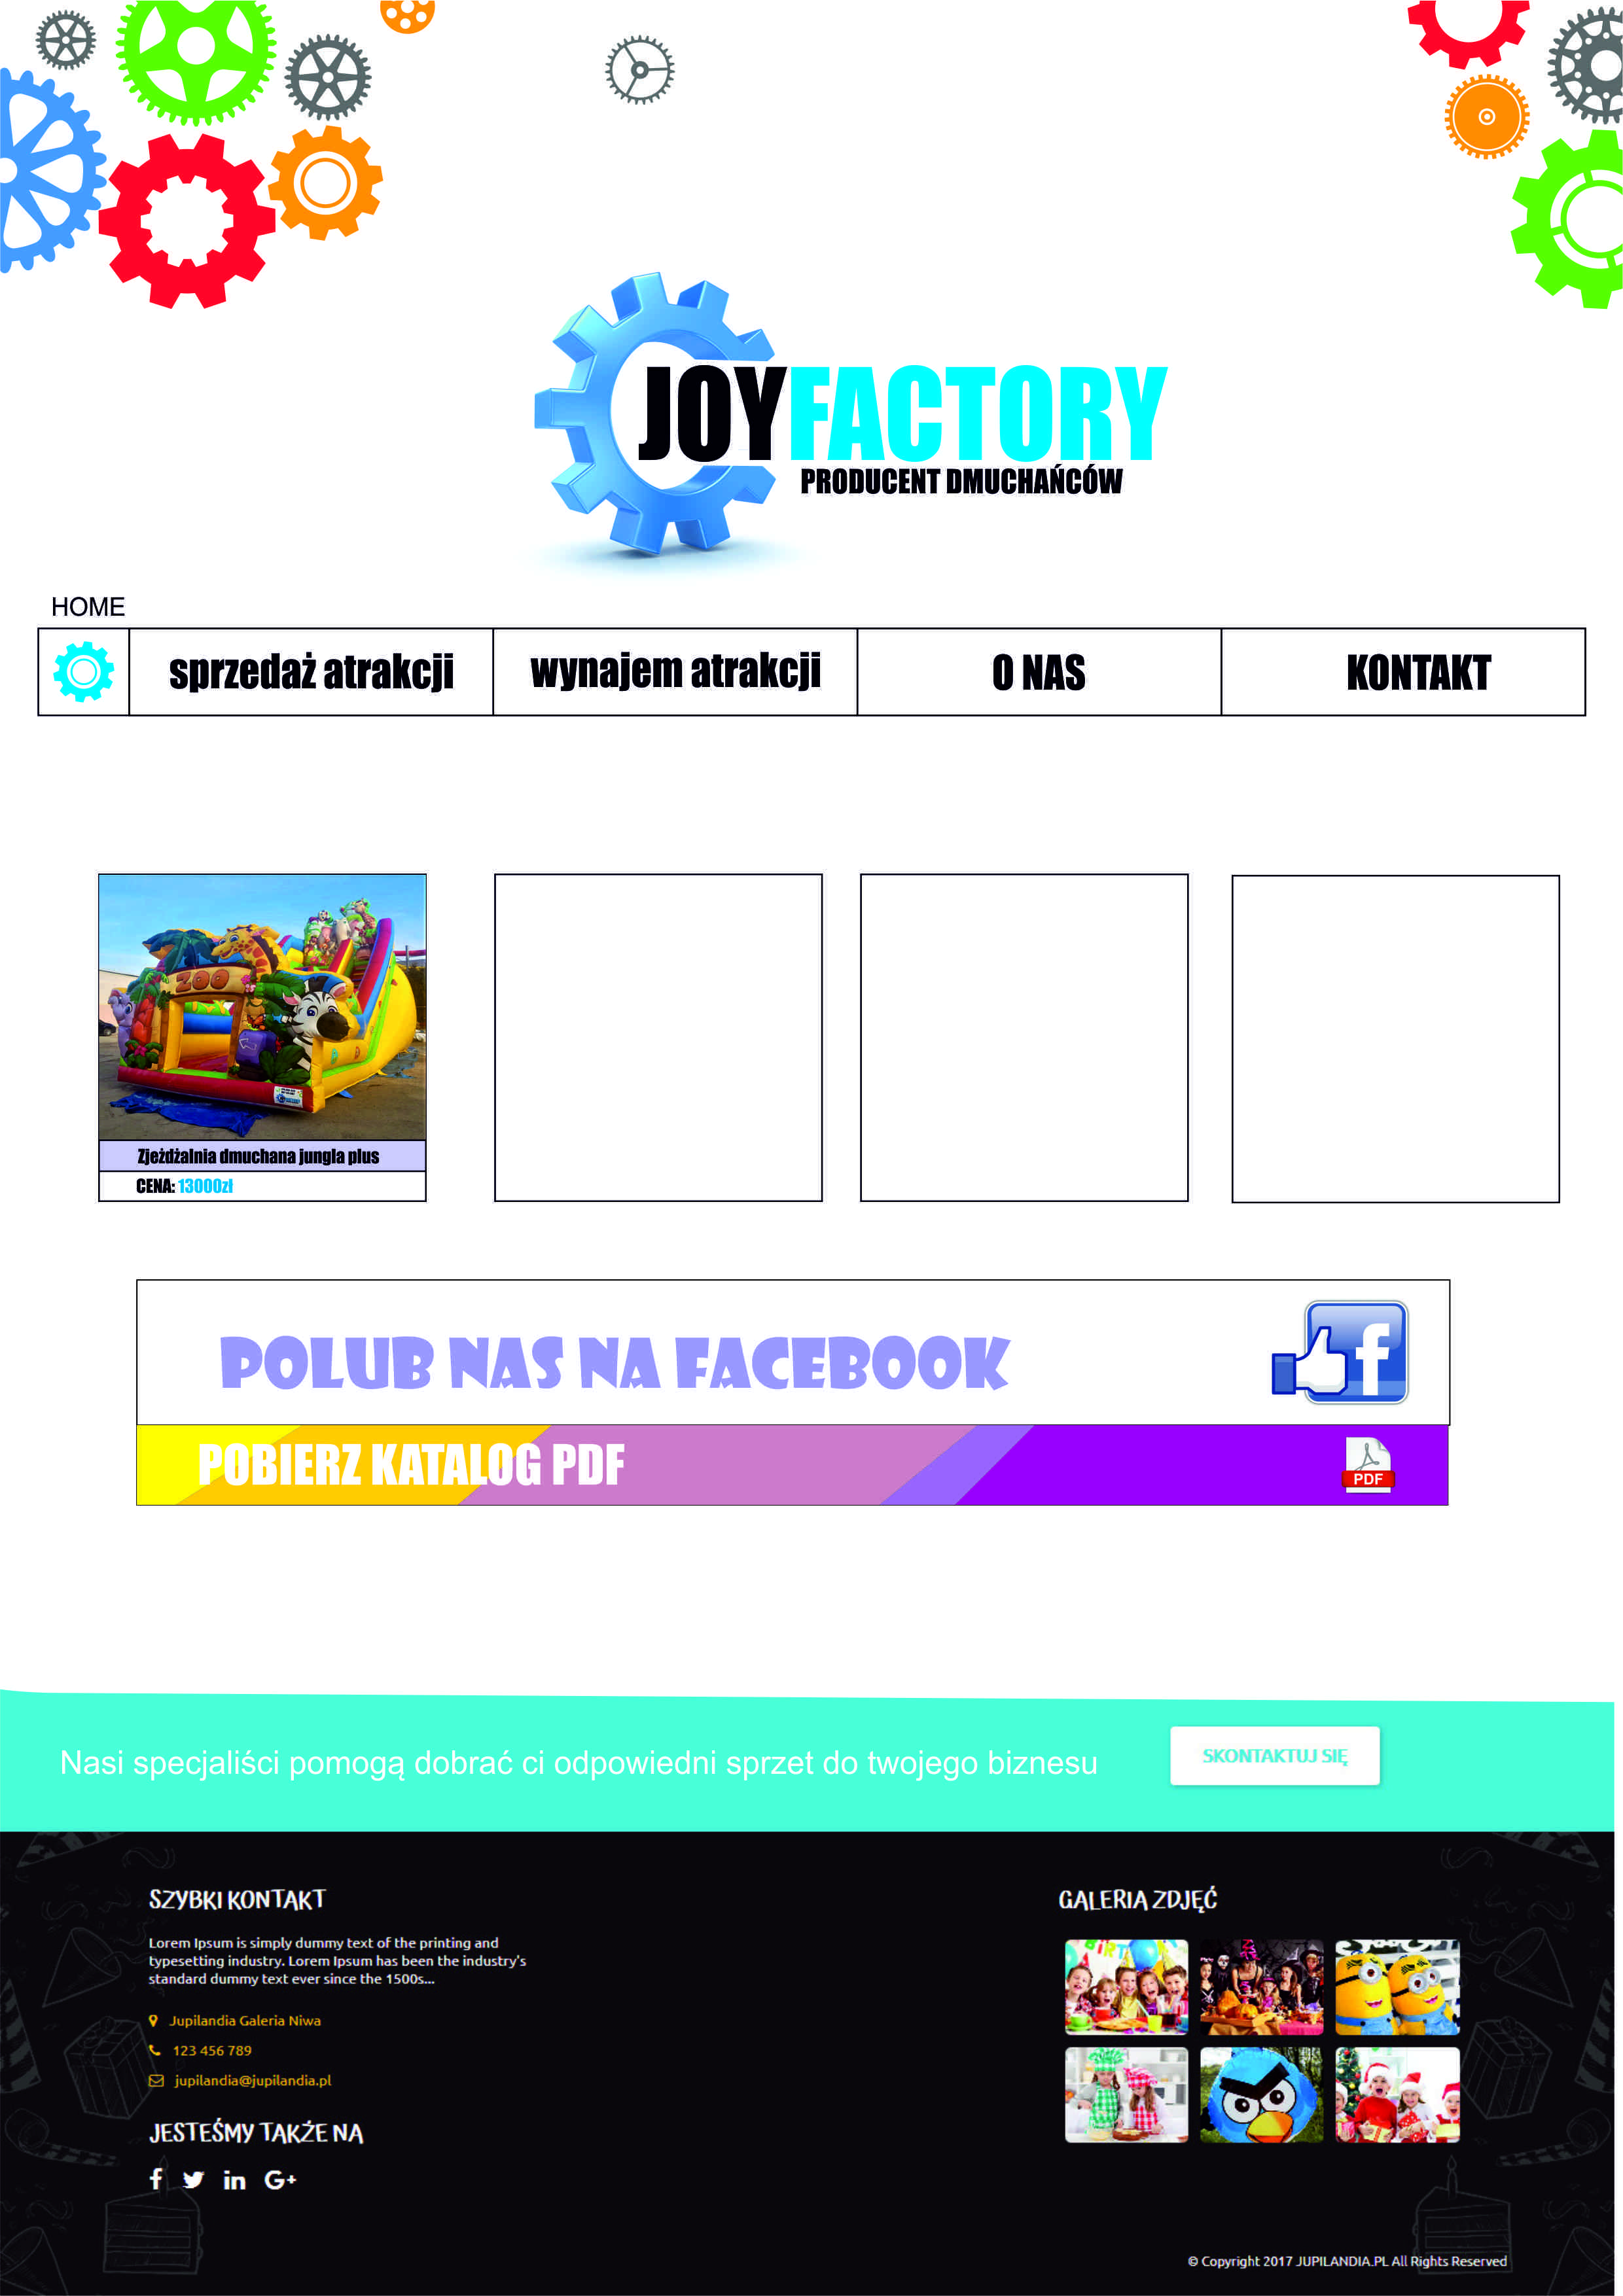 JOYFACTORY
PRODUCENT DMUCHAŃCÓW
HOME
sprzedaż atrakcji
wynajem atrakcji
O NAS
KONTAKT
ZOO
Zjeżdżalnia dmuchana jungla plus
CENA: 13000zł
POLUB NAS NA FACEBOOK
f
POBIERZ KATALOG PDF
PDF
Nasi specjaliści pomogą dobrać ci odpowiedni sprzet do twojego biznesu
SKONTAKTUJ SIĘ
SZYBKI KONTAKT
Lorem Ipsum is simply dummy text of the printing and
typesetting industry. Lorem Ipsum has been the industry's
standard dummy text ever since the 1500s...
Jupilandia Galeria Niwa
123 456 789
jupilandia@jupilandia.pl
JESTEŚMY TAKŻE NA
f in G+
GALERIA ZDJĘĆ
© Copyright 2017 JUPILANDIA.PL All Rights Reserved